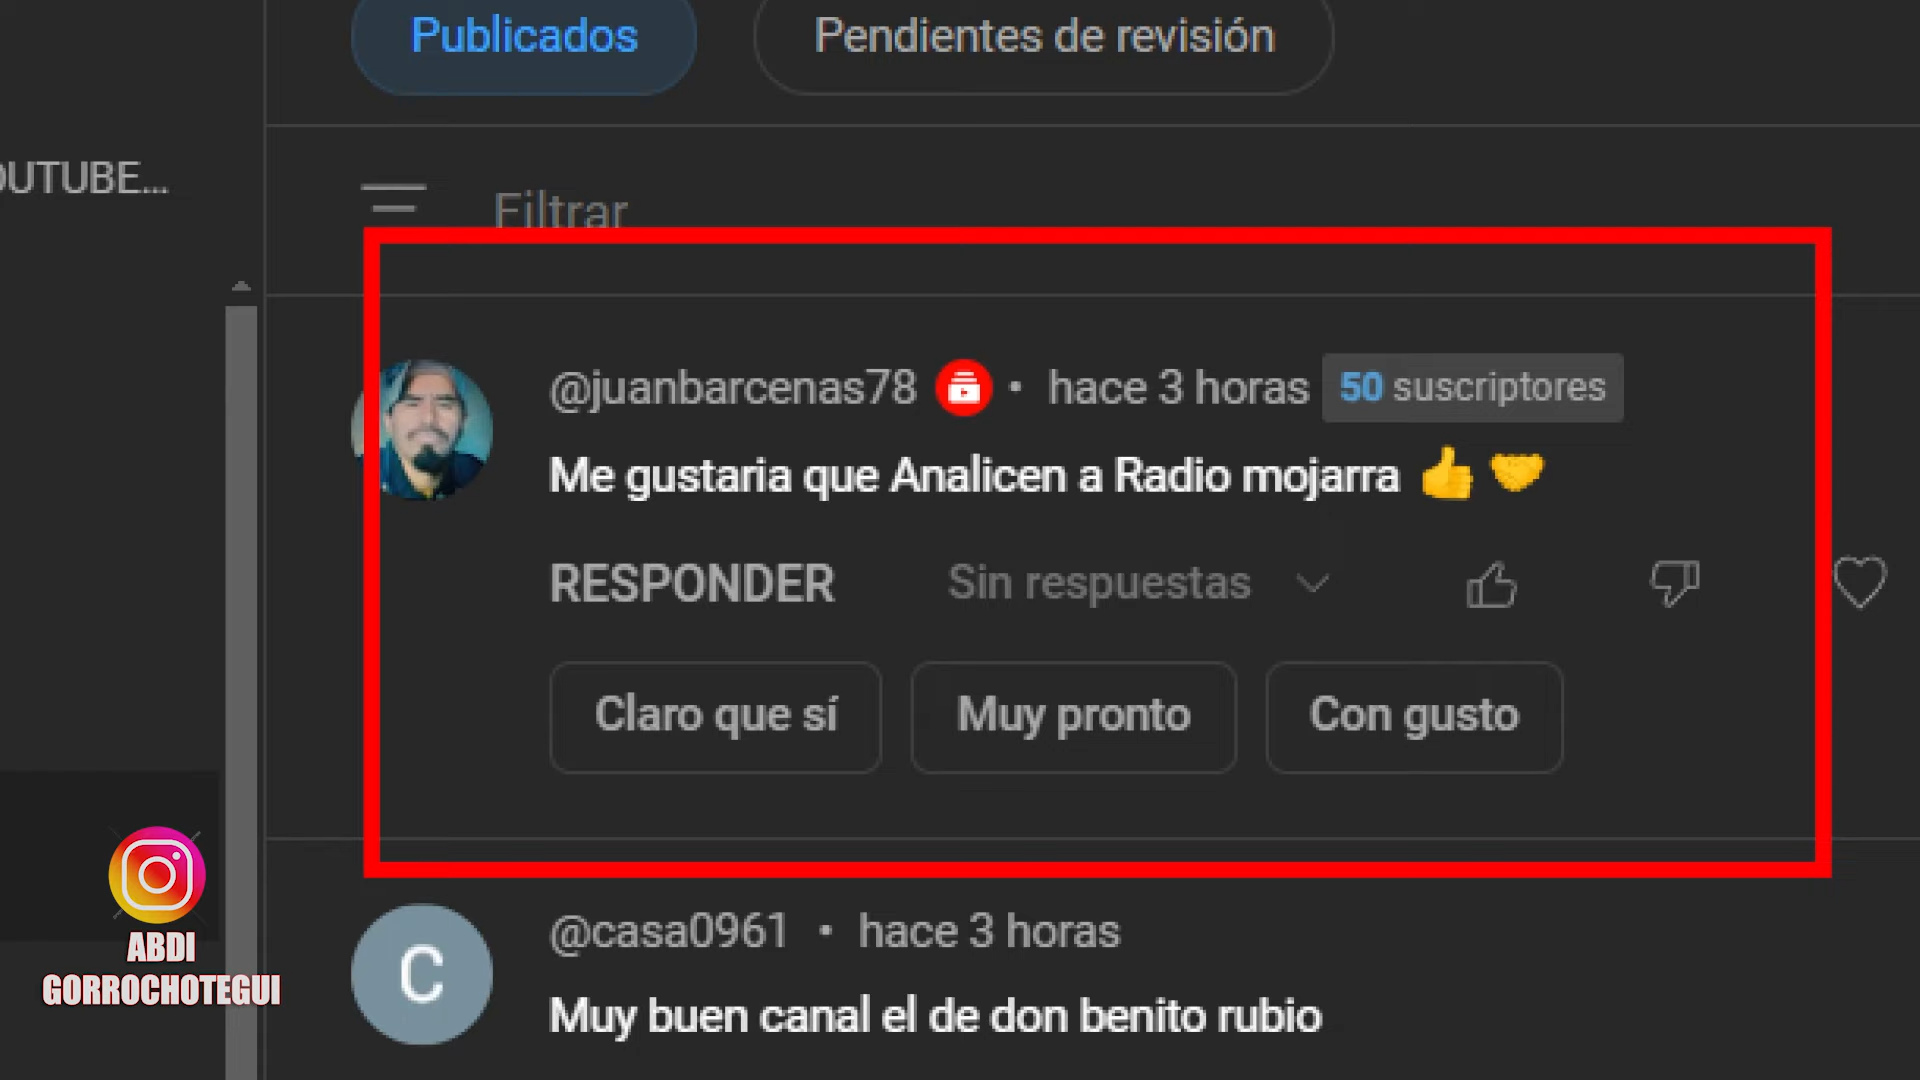 Publicados
Pendientes de revisión
OUTUBE...
Filtrar
@juanbarcenas78 • hace 3 horas 50 suscriptores
Me gustaria que Analicen a Radio mojarra 👍 🤝
RESPONDER
Sin respuestas
Claro que sí
Muy pronto
Con gusto
@casa0961 • hace 3 horas
C
Muy buen canal el de don benito rubio
ABDI
GORROCHOTEGUI